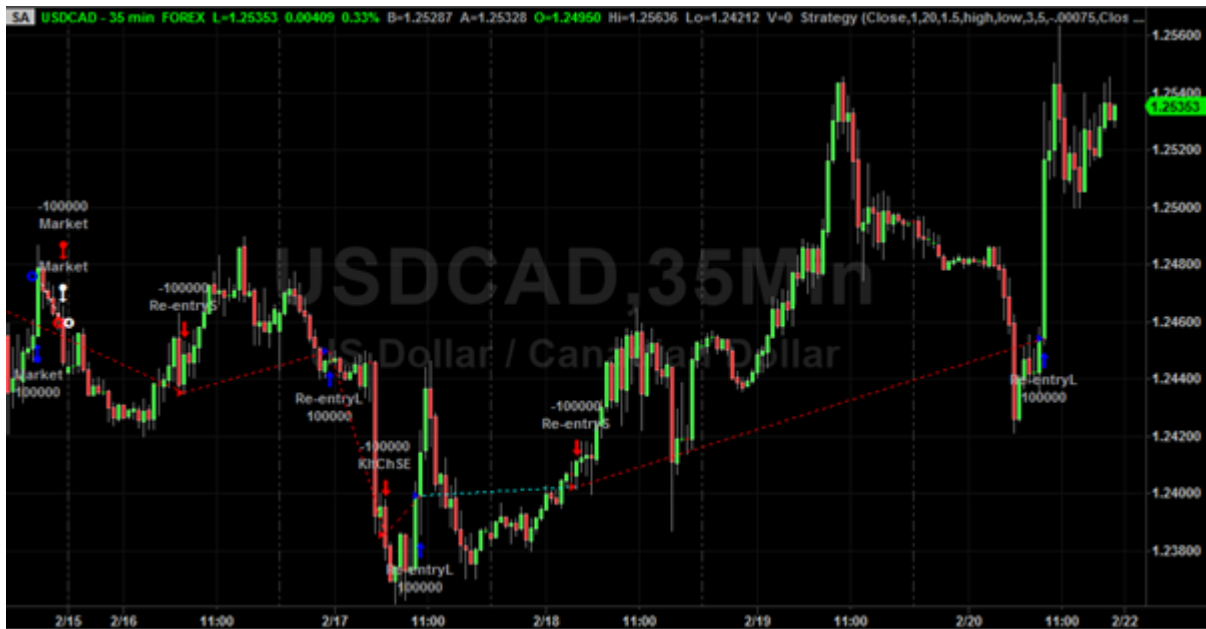 SA USDCAD - 35 min FOREX L=1.25353 0.00409 0.33% B=1.25287 A=1.25328 O=1.24950 Hi=1.25636 Lo=1.24212 V=0 Strategy (Close,1,20,1.5,high,low,3,5,-.00075,Clos ...
1.25600
1.25400
1.25353
1.25200
1.25000
1.24800
1.24600
1.24400
1.24200
1.24000
1.23800
USDCAD,35Min
US Dollar / Canadian Dollar
-100000
Market
Market
Market
100000
-100000
Re-entryS
Re-entryL
100000
-100000
KltChSE
Re-entryL
100000
-100000
Re-entryS
Re-entryL
100000
2/15 2/16 11:00 2/17 11:00 2/18 11:00 2/19 11:00 2/20 11:00 2/22